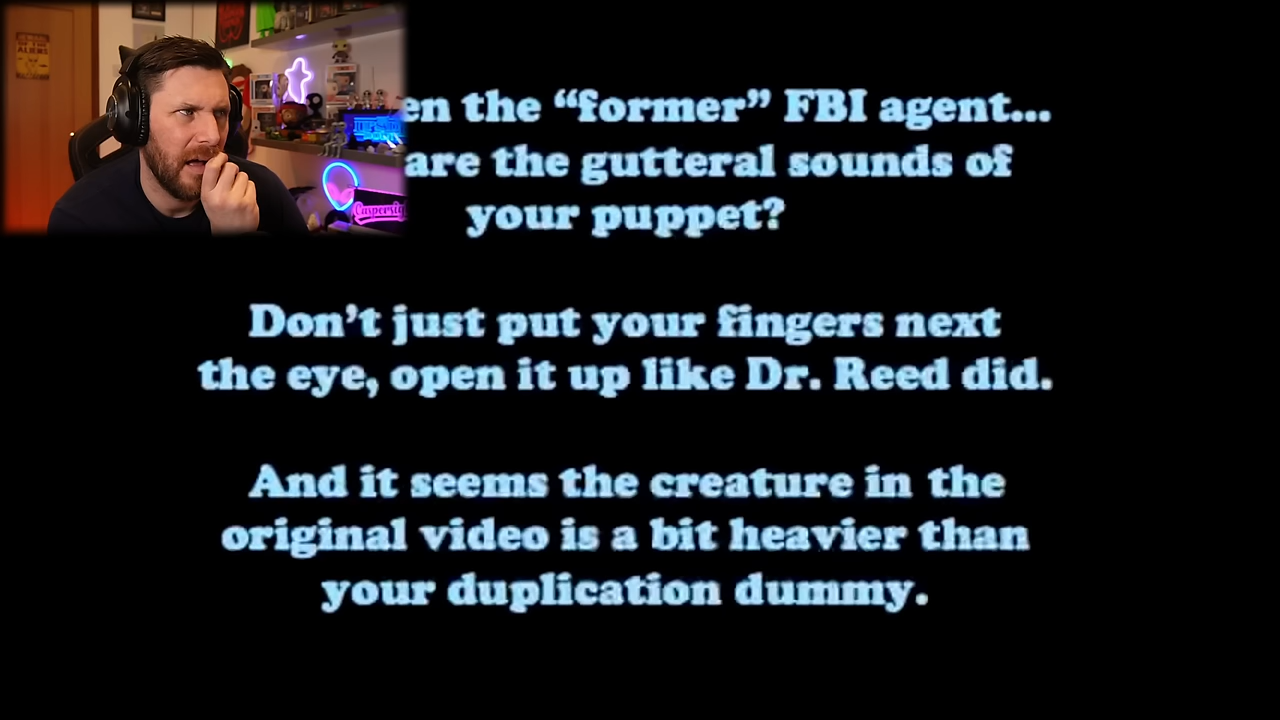 en the “former” FBI agent...
are the gutteral sounds of
your puppet?
Don’t just put your fingers next
the eye, open it up like Dr. Reed did.
And it seems the creature in the
original video is a bit heavier than
your duplication dummy.